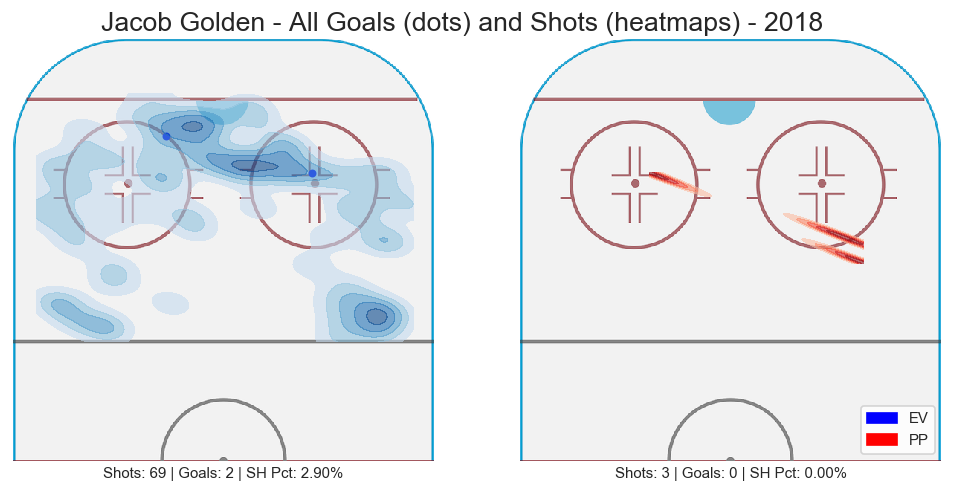 Jacob Golden - All Goals (dots) and Shots (heatmaps) - 2018
EV
PP
Shots: 69 | Goals: 2 | SH Pct: 2.90%
Shots: 3 | Goals: 0 | SH Pct: 0.00%